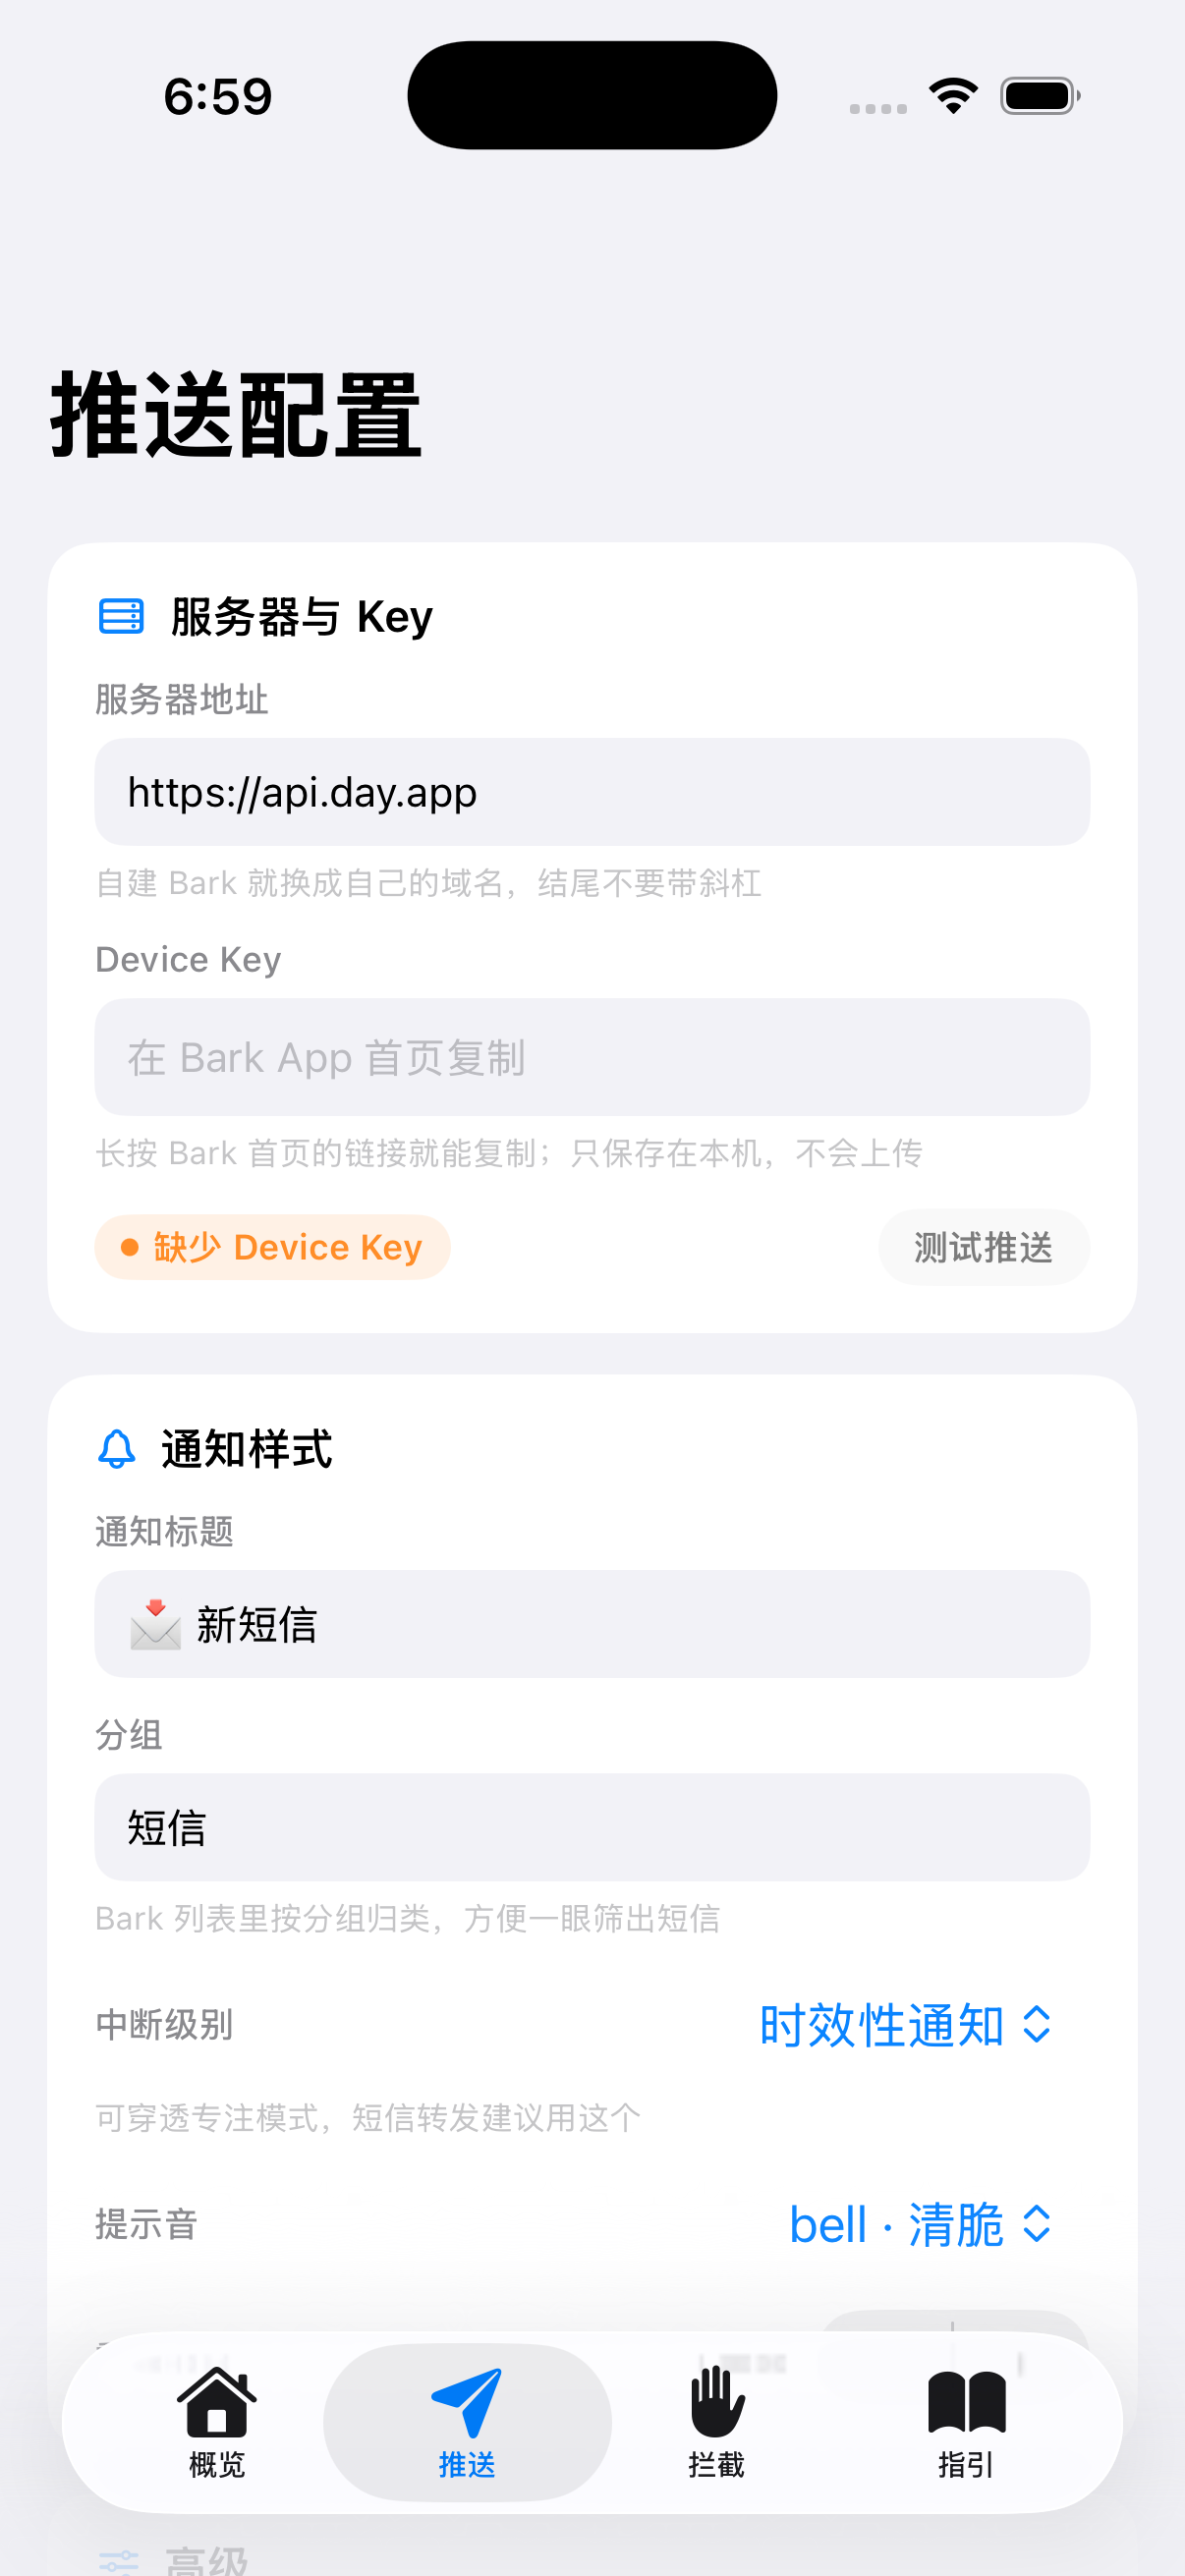 6:59
推送配置
服务器与 Key
服务器地址
https://api.day.app
自建 Bark 就换成自己的域名，结尾不要带斜杠
Device Key
在 Bark App 首页复制
长按 Bark 首页的链接就能复制；只保存在本机，不会上传
缺少 Device Key
测试推送
通知样式
通知标题
📩 新短信
分组
短信
Bark 列表里按分组归类，方便一眼筛出短信
中断级别
时效性通知
可穿透专注模式，短信转发建议用这个
提示音
bell · 清脆
概览
推送
拦截
指引
高级